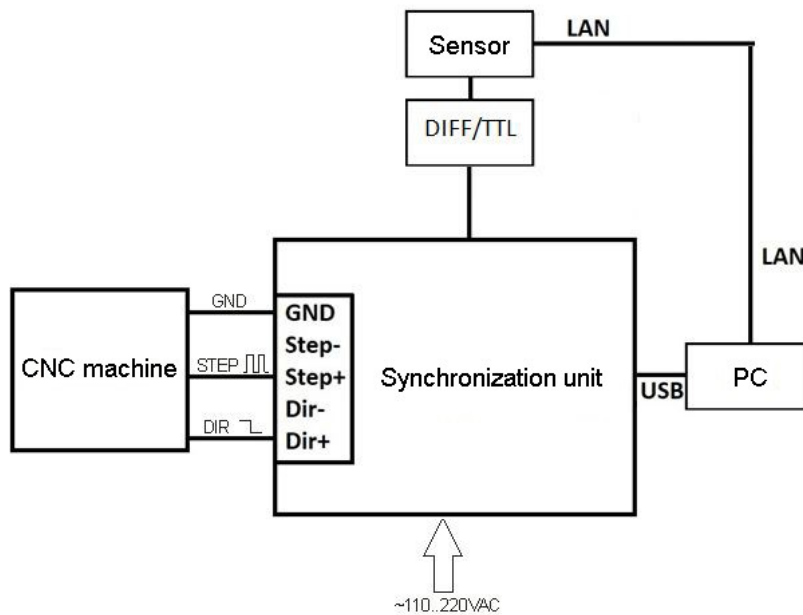 Sensor
LAN
DIFF/TTL
LAN
CNC machine
GND
STEP
DIR
GND
Step-
Step+
Dir-
Dir+
Synchronization unit
USB
PC
~110..220VAC